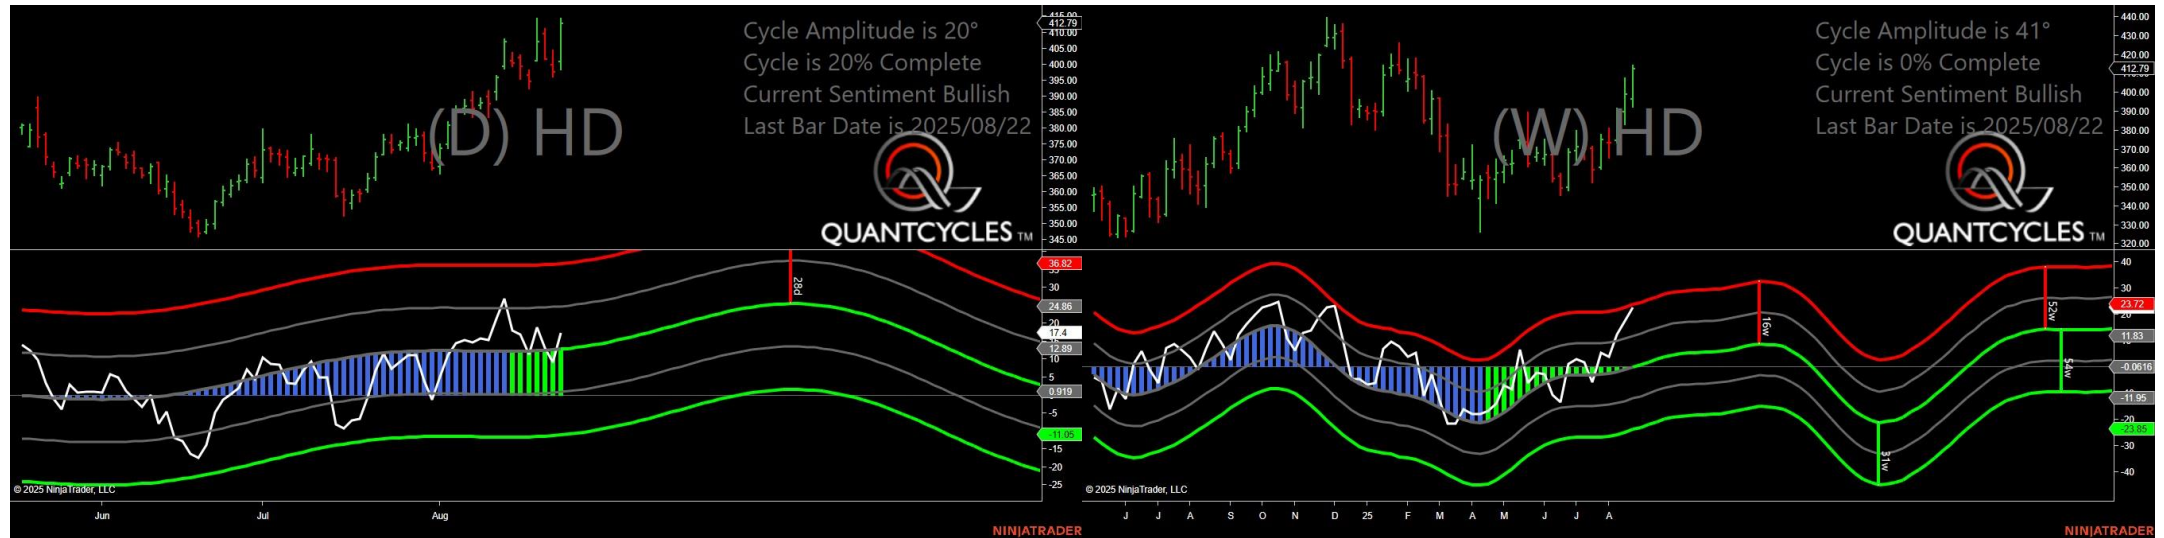 Cycle Amplitude is 20°
Cycle is 20% Complete
Current Sentiment Bullish
Last Bar Date is 2025/08/22
(D) HD
QUANTCYCLES TM
415.00
412.79
410.00
405.00
400.00
395.00
390.00
385.00
380.00
375.00
370.00
365.00
360.00
355.00
350.00
345.00
28d
36.82
30
24.86
20
17.4
12.89
10
5
0.919
-5
-11.05
-15
-20
-25
© 2025 NinjaTrader, LLC
Jun
Jul
Aug
NINJATRADER
Cycle Amplitude is 41°
Cycle is 0% Complete
Current Sentiment Bullish
Last Bar Date is 2025/08/22
(W) HD
QUANTCYCLES TM
440.00
430.00
420.00
412.79
400.00
390.00
380.00
370.00
360.00
350.00
340.00
330.00
320.00
16w
31w
52w
54w
40
30
23.72
20
11.83
-0.0616
-10
-11.95
-20
-23.85
-30
-40
© 2025 NinjaTrader, LLC
J
J
A
S
O
N
D
25
F
M
A
M
J
J
A
NINJATRADER